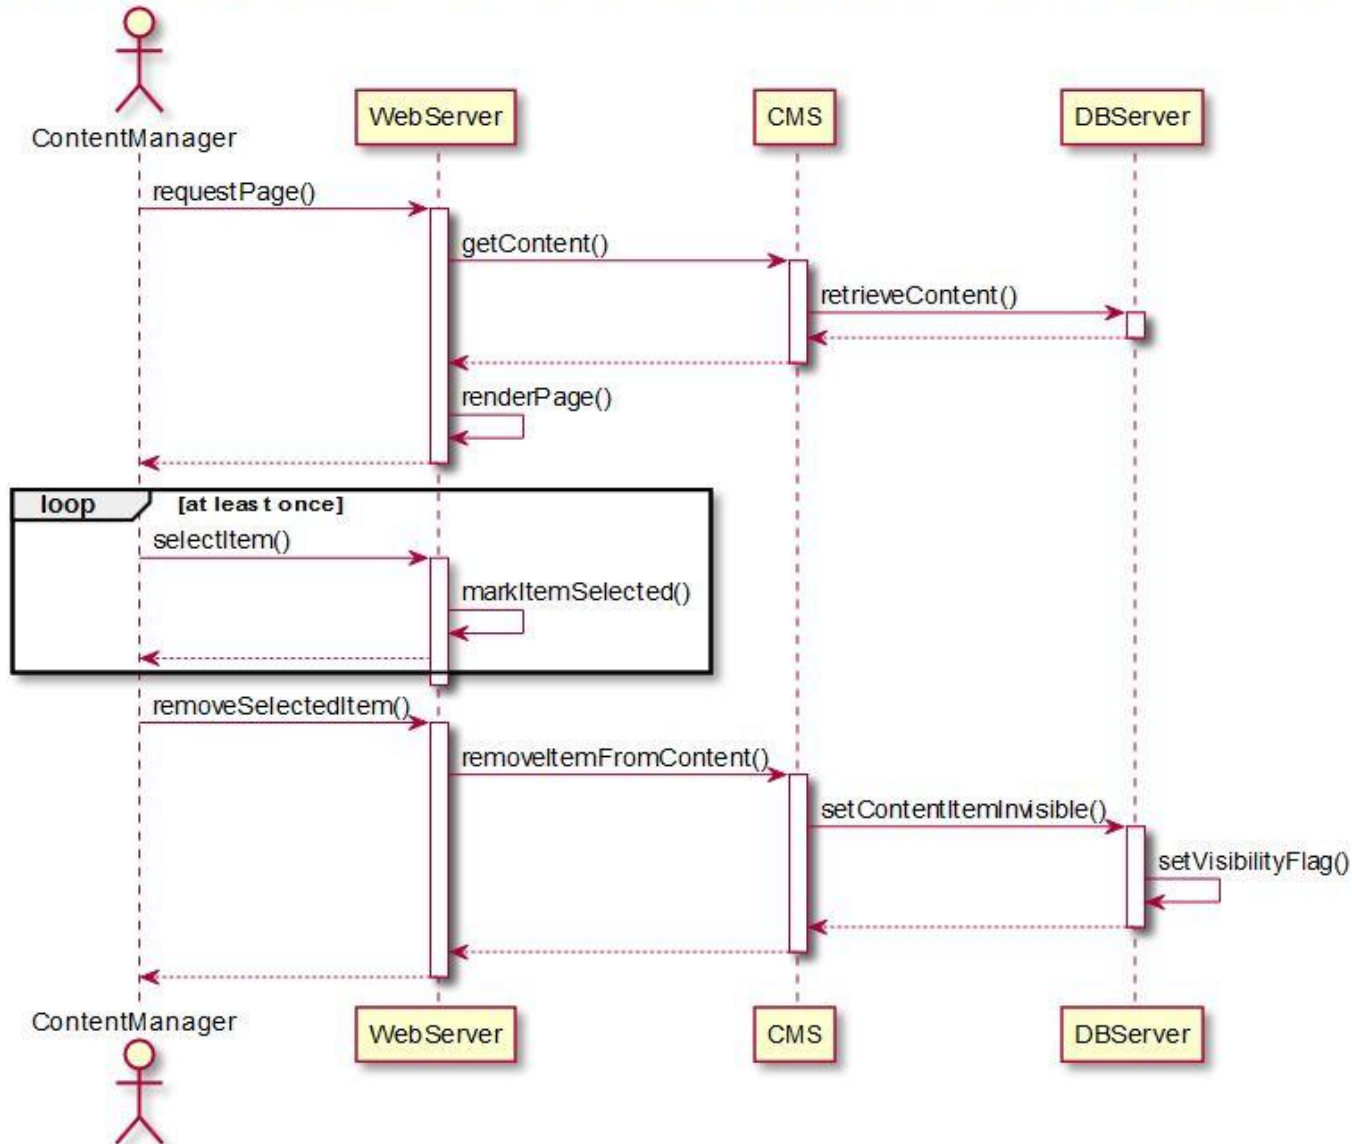 ContentManager
WebServer
CMS
DBServer
requestPage()
getContent()
retrieveContent()
renderPage()
loop [at least once]
selectItem()
markItemSelected()
removeSelectedItem()
removeItemFromContent()
setContentItemInvisible()
setVisibilityFlag()
ContentManager
WebServer
CMS
DBServer